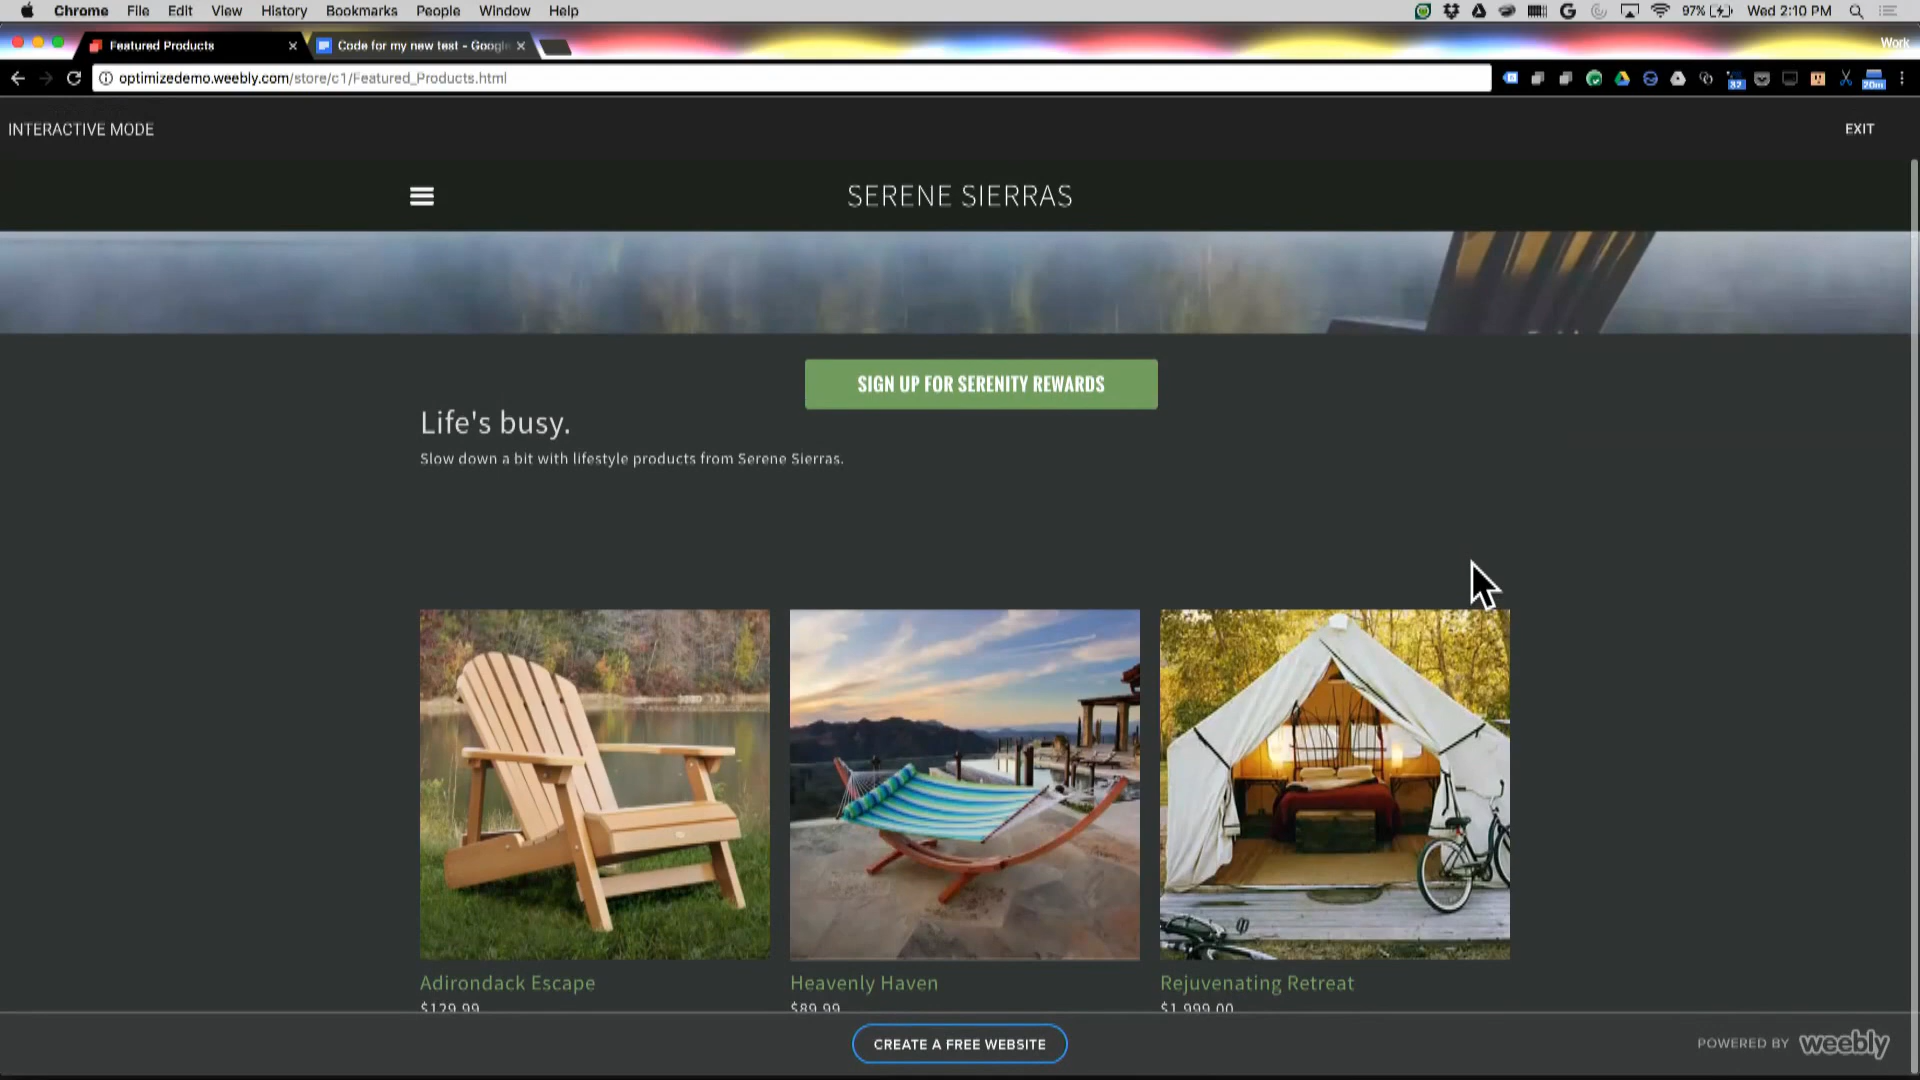 Chrome File Edit View History Bookmarks People Window Help
97% Wed 2:10 PM
Featured Products
Code for my new test - Google
Work
optimizedemo.weebly.com/store/c1/Featured_Products.html
32
20m
INTERACTIVE MODE
EXIT
SERENE SIERRAS
SIGN UP FOR SERENITY REWARDS
Life's busy.
Slow down a bit with lifestyle products from Serene Sierras.
Adirondack Escape
$129.99
Heavenly Haven
$89.99
Rejuvenating Retreat
$1,999.00
CREATE A FREE WEBSITE
POWERED BY weebly